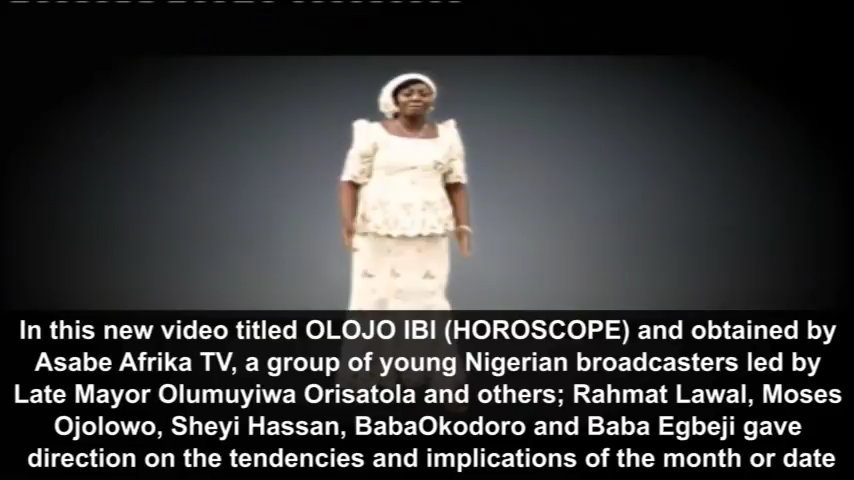 In this new video titled OLOJO IBI (HOROSCOPE) and obtained by
Asabe Afrika TV, a group of young Nigerian broadcasters led by
Late Mayor Olumuyiwa Orisatola and others; Rahmat Lawal, Moses
Ojolowo, Sheyi Hassan, BabaOkodoro and Baba Egbeji gave
direction on the tendencies and implications of the month or date